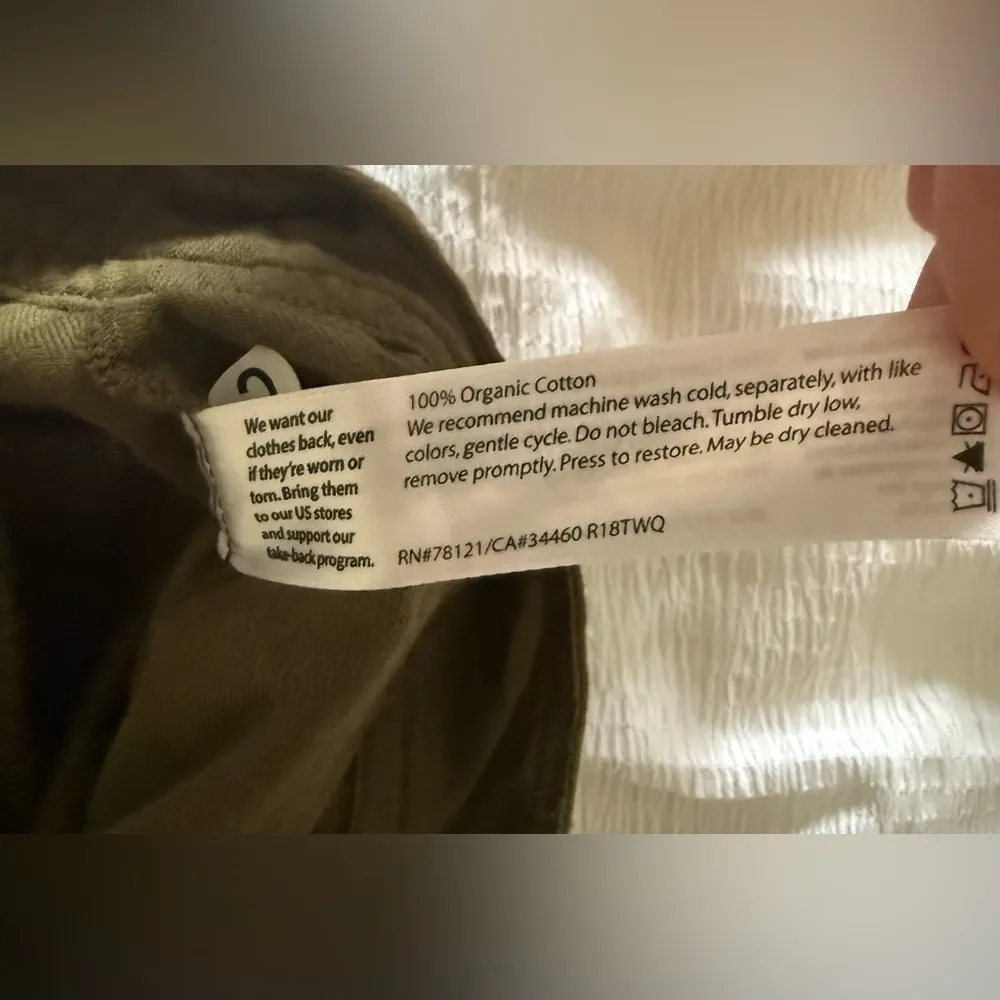 We want our
clothes back, even
if they're worn or
torn. Bring them
to our US stores
and support our
take-back program.
100% Organic Cotton
We recommend machine wash cold, separately, with like
colors, gentle cycle. Do not bleach. Tumble dry low,
remove promptly. Press to restore. May be dry cleaned.
RN#78121/CA#34460 R18TWQ